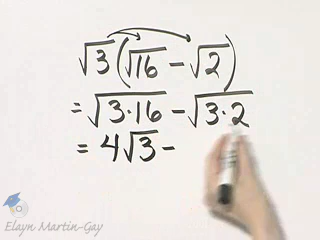 √3(√16 − √2)
= √3·16 − √3·2
= 4√3 −
Elayn Martin-Gay